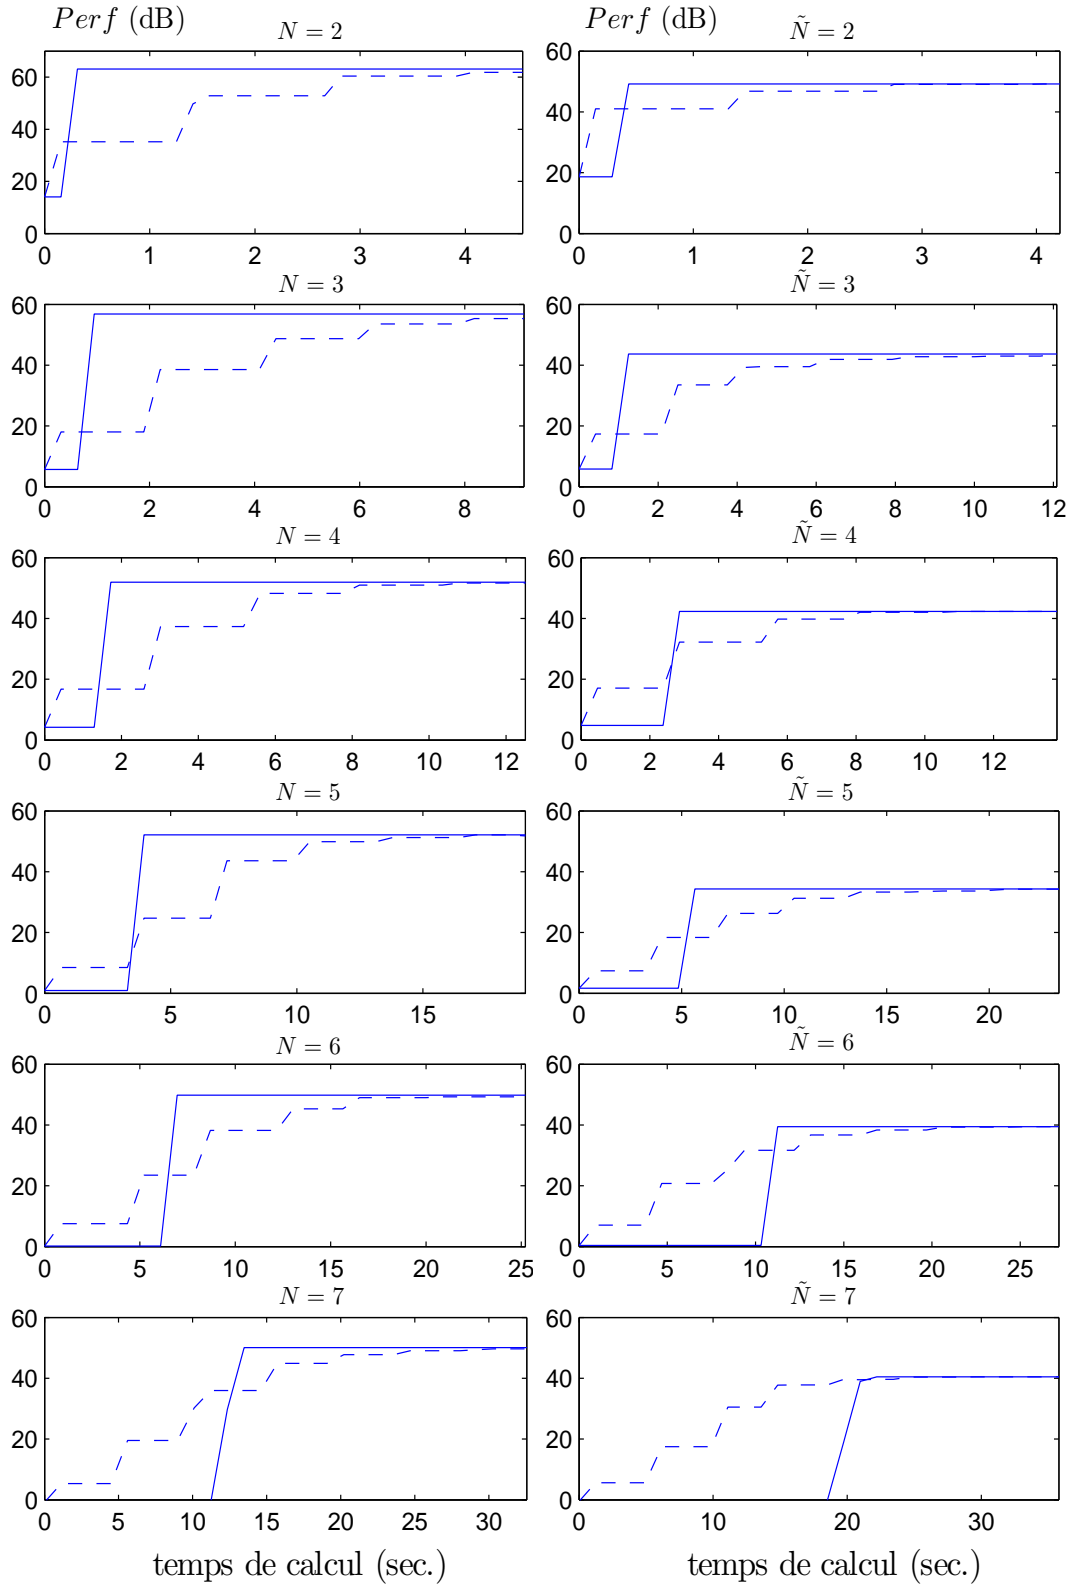 Perf (dB)
N = 2
60
40
20
0
0 1 2 3 4
Perf (dB)
Ñ = 2
60
40
20
0
0 1 2 3 4
N = 3
60
40
20
0
0 2 4 6 8
Ñ = 3
60
40
20
0
0 2 4 6 8 10 12
N = 4
60
40
20
0
0 2 4 6 8 10 12
Ñ = 4
60
40
20
0
0 2 4 6 8 10 12
N = 5
60
40
20
0
0 5 10 15
Ñ = 5
60
40
20
0
0 5 10 15 20
N = 6
60
40
20
0
0 5 10 15 20 25
Ñ = 6
60
40
20
0
0 5 10 15 20 25
N = 7
60
40
20
0
0 5 10 15 20 25 30
temps de calcul (sec.)
Ñ = 7
60
40
20
0
0 10 20 30
temps de calcul (sec.)